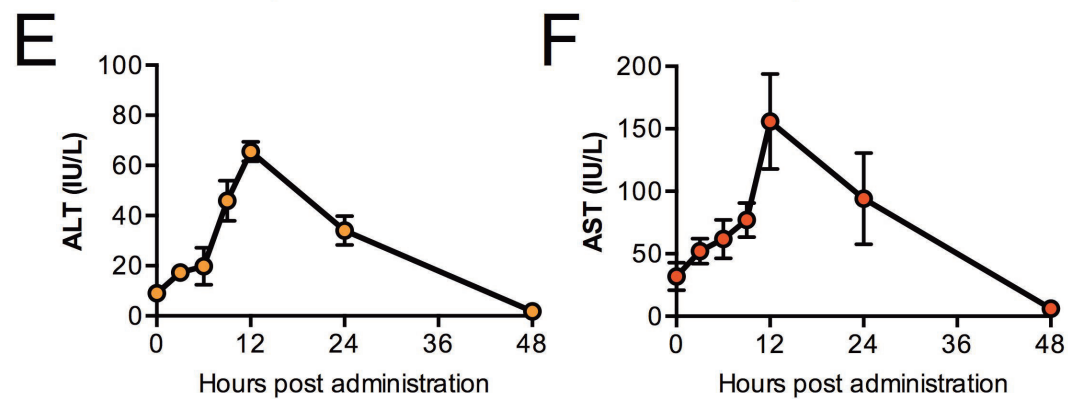 E
ALT (IU/L)
100
80
60
40
20
0
0 12 24 36 48
Hours post administration
F
AST (IU/L)
200
150
100
50
0
0 12 24 36 48
Hours post administration